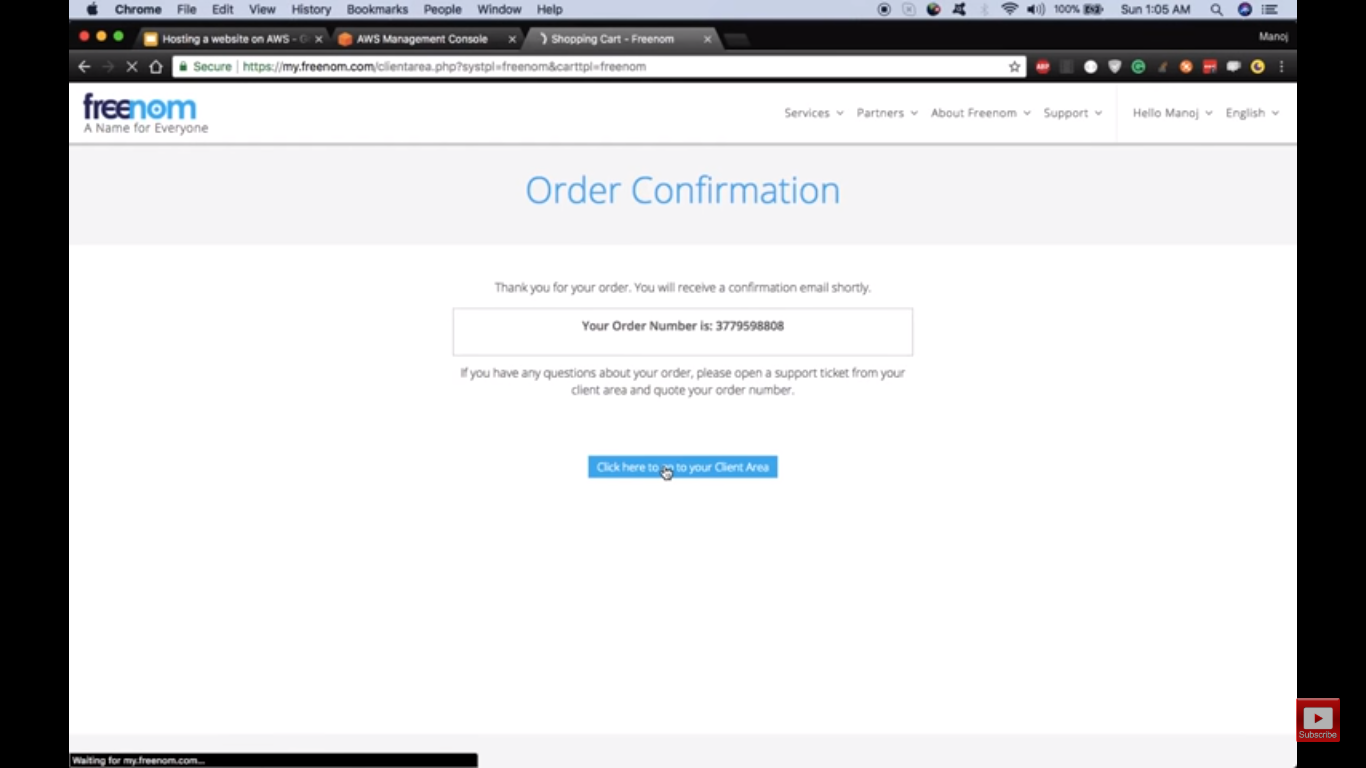 Chrome File Edit View History Bookmarks People Window Help 100% Sun 1:05 AM
Hosting a website on AWS - G AWS Management Console Shopping Cart - Freenom Manoj
Secure https://my.freenom.com/clientarea.php?systpl=freenom&carttpl=freenom
freenom
A Name for Everyone
Services Partners About Freenom Support Hello Manoj English
Order Confirmation
Thank you for your order. You will receive a confirmation email shortly.
Your Order Number is: 3779598808
If you have any questions about your order, please open a support ticket from your
client area and quote your order number.
Click here to go to your Client Area
Waiting for my.freenom.com...
Subscribe